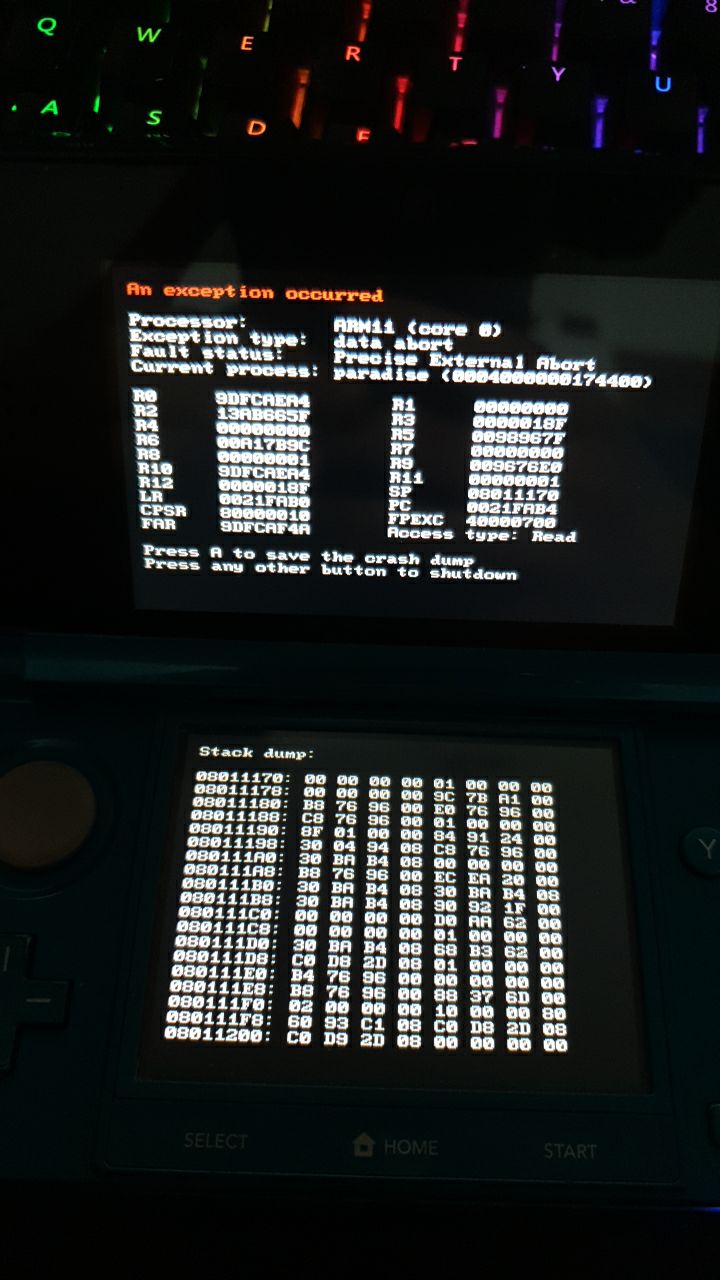 Q W E R T Y U & 8
A S D F
An exception occurred
Processor: ARM11 (core 0)
Exception type: data abort
Fault status: Precise External Abort
Current process: paradise (0004000000174400)
R0 9DFCAEA4 R1 00000000
R2 13AB665F R3 0000018F
R4 00000000 R5 0098967F
R6 00A17B9C R7 00000000
R8 00000001 R9 009676E0
R10 9DFCAEA4 R11 00000001
R12 0000018F SP 08011170
LR 0021FAB0 PC 0021FAB4
CPSR 80000010 FPEXC 40000700
FAR 9DFCAF4A Access type: Read
Press A to save the crash dump
Press any other button to shutdown
Stack dump:
08011170: 00 00 00 00 01 00 00 00
08011178: 00 00 00 00 9C 7B A1 00
08011180: B8 76 96 00 E0 76 96 00
08011188: C8 76 96 00 01 00 00 00
08011190: 8F 01 00 00 84 91 24 00
08011198: 30 04 94 08 C8 76 96 00
080111A0: 30 BA B4 08 00 00 00 00
080111A8: B8 76 96 00 EC EA 20 00
080111B0: 30 BA B4 08 30 BA B4 08
080111B8: 30 BA B4 08 90 92 1F 00
080111C0: 00 00 00 00 D0 AA 62 00
080111C8: 00 00 00 00 01 00 00 00
080111D0: 30 BA B4 08 68 B3 62 00
080111D8: C0 D8 2D 08 01 00 00 00
080111E0: B4 76 96 00 00 00 00 00
080111E8: B8 76 96 00 88 37 6D 00
080111F0: 02 00 00 00 10 00 00 80
080111F8: 60 93 C1 08 C0 D8 2D 08
08011200: C0 D9 2D 08 00 00 00 00
Y
SELECT HOME START